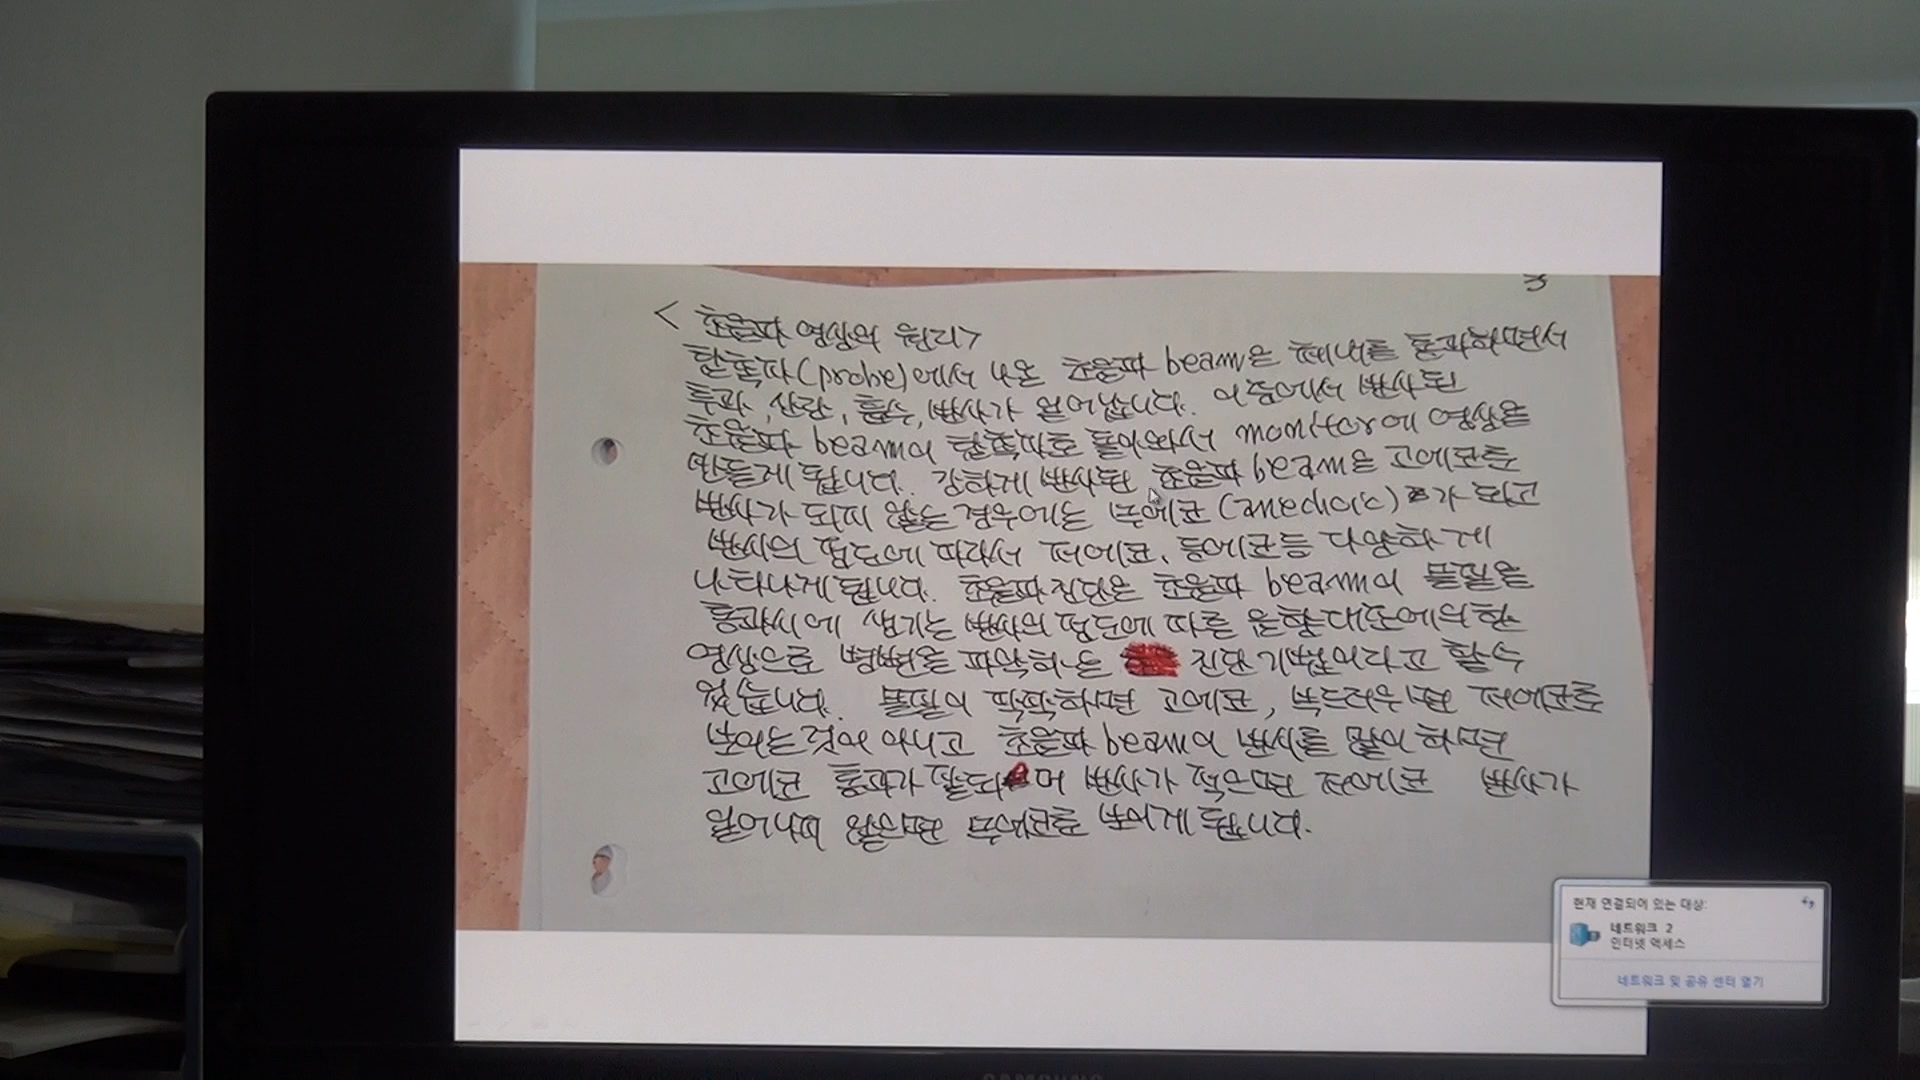 3
< 초음파 영상의 원리>
탐촉파(probe)에서 나온 초음파 beam은 체내를 통과하면서
투과, 산란, 흡수, 반사가 일어납니다. 이중에서 반사된
초음파 beam이 탐촉파로 돌아와서 monitor에 영상을
만들게 됩니다. 강하게 반사된 초음파 beam은 고에코를
반사가 되지 않는 경우에는 무에코 (anechoic)가 되고
반사의 정도에 따라서 저에코, 등에코등 다양하게
나타나게 됩니다. 초음파진단은 초음파 beam이 물질을
통과시에 생기는 반사의 정도에 따른 음향대조에의한
영상으로 병변을 파악하는 진단기법이라고 할수
있습니다. 물질이 딱딱하면 고에코, 부드러우면 저에코로
보이는것이 아니고 초음파 beam이 반사를 많이 하면
고에코 통과가 잘되며 반사가 적으면 저에코 반사가
일어나지 않으면 무에코로 보이게 됩니다.
현재 연결되어 있는 대상:
네트워크 2
인터넷 액세스
네트워크 및 공유 센터 열기
SAMSUNG